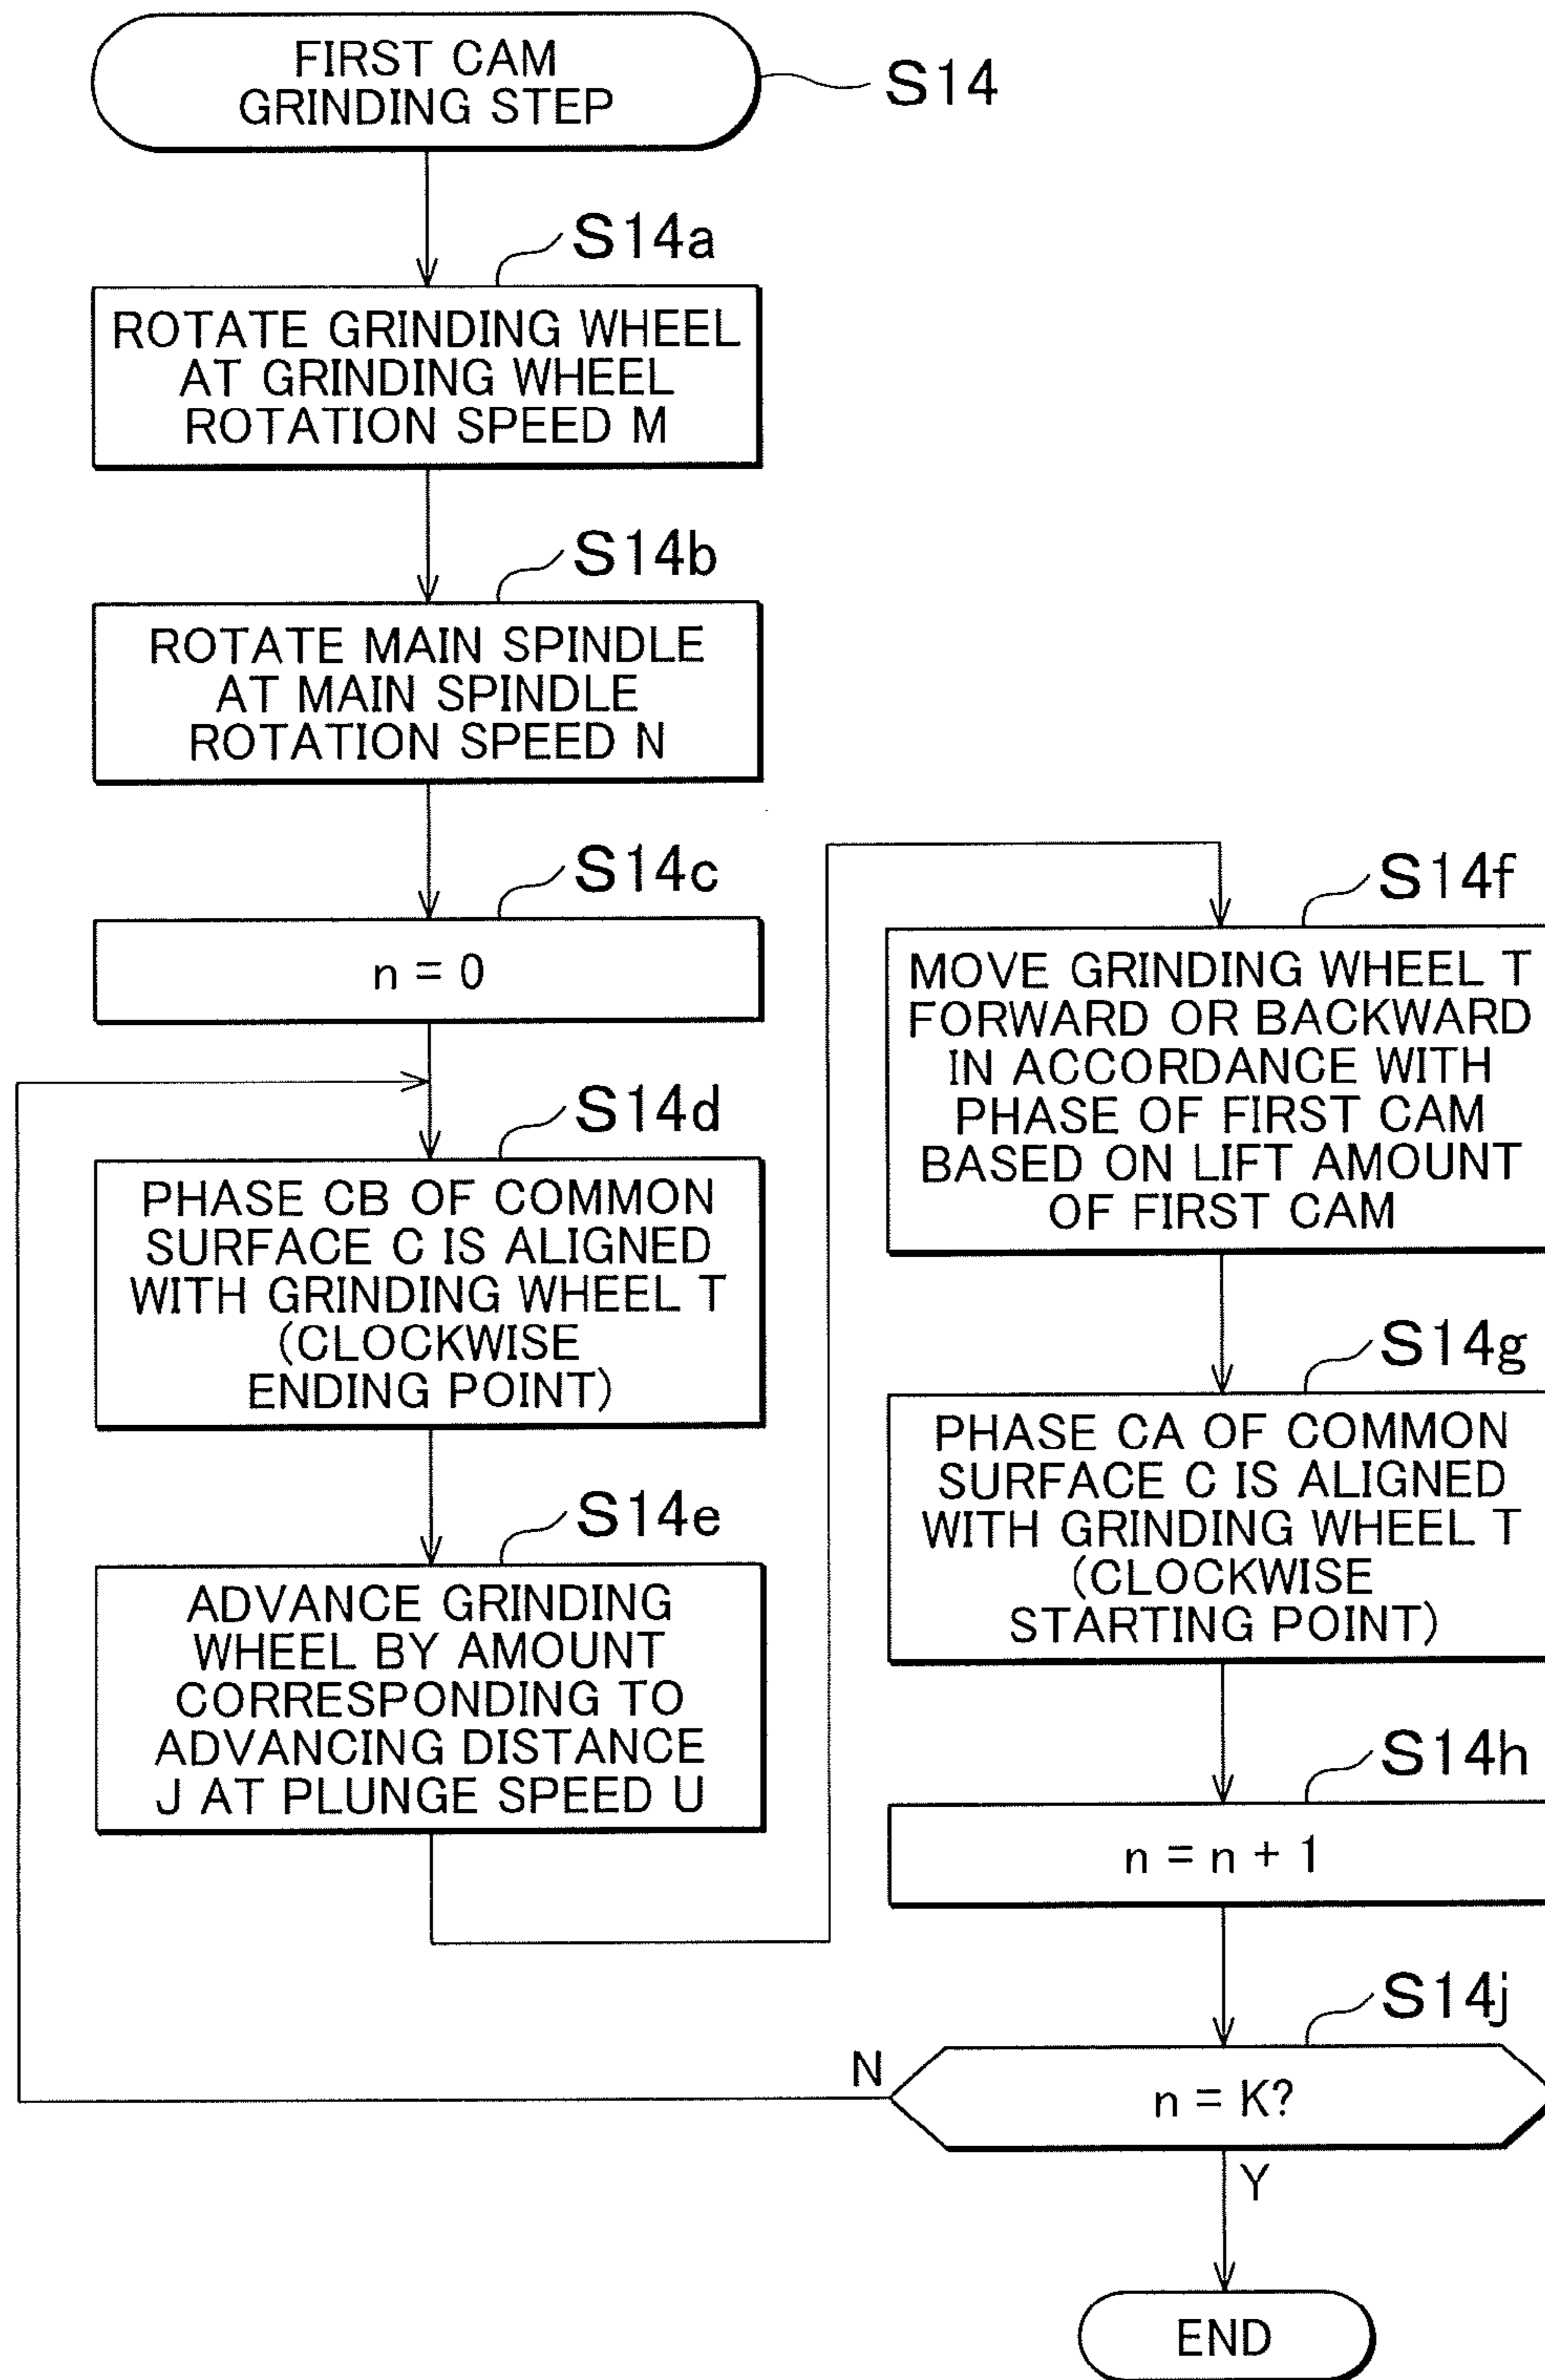 FIRST CAM
GRINDING STEP
S14
S14a
ROTATE GRINDING WHEEL
AT GRINDING WHEEL
ROTATION SPEED M
S14b
ROTATE MAIN SPINDLE
AT MAIN SPINDLE
ROTATION SPEED N
S14c
n = 0
S14d
PHASE CB OF COMMON
SURFACE C IS ALIGNED
WITH GRINDING WHEEL T
(CLOCKWISE
ENDING POINT)
S14e
ADVANCE GRINDING
WHEEL BY AMOUNT
CORRESPONDING TO
ADVANCING DISTANCE
J AT PLUNGE SPEED U
S14f
MOVE GRINDING WHEEL T
FORWARD OR BACKWARD
IN ACCORDANCE WITH
PHASE OF FIRST CAM
BASED ON LIFT AMOUNT
OF FIRST CAM
S14g
PHASE CA OF COMMON
SURFACE C IS ALIGNED
WITH GRINDING WHEEL T
(CLOCKWISE
STARTING POINT)
S14h
n = n + 1
S14j
N
n = K?
Y
END